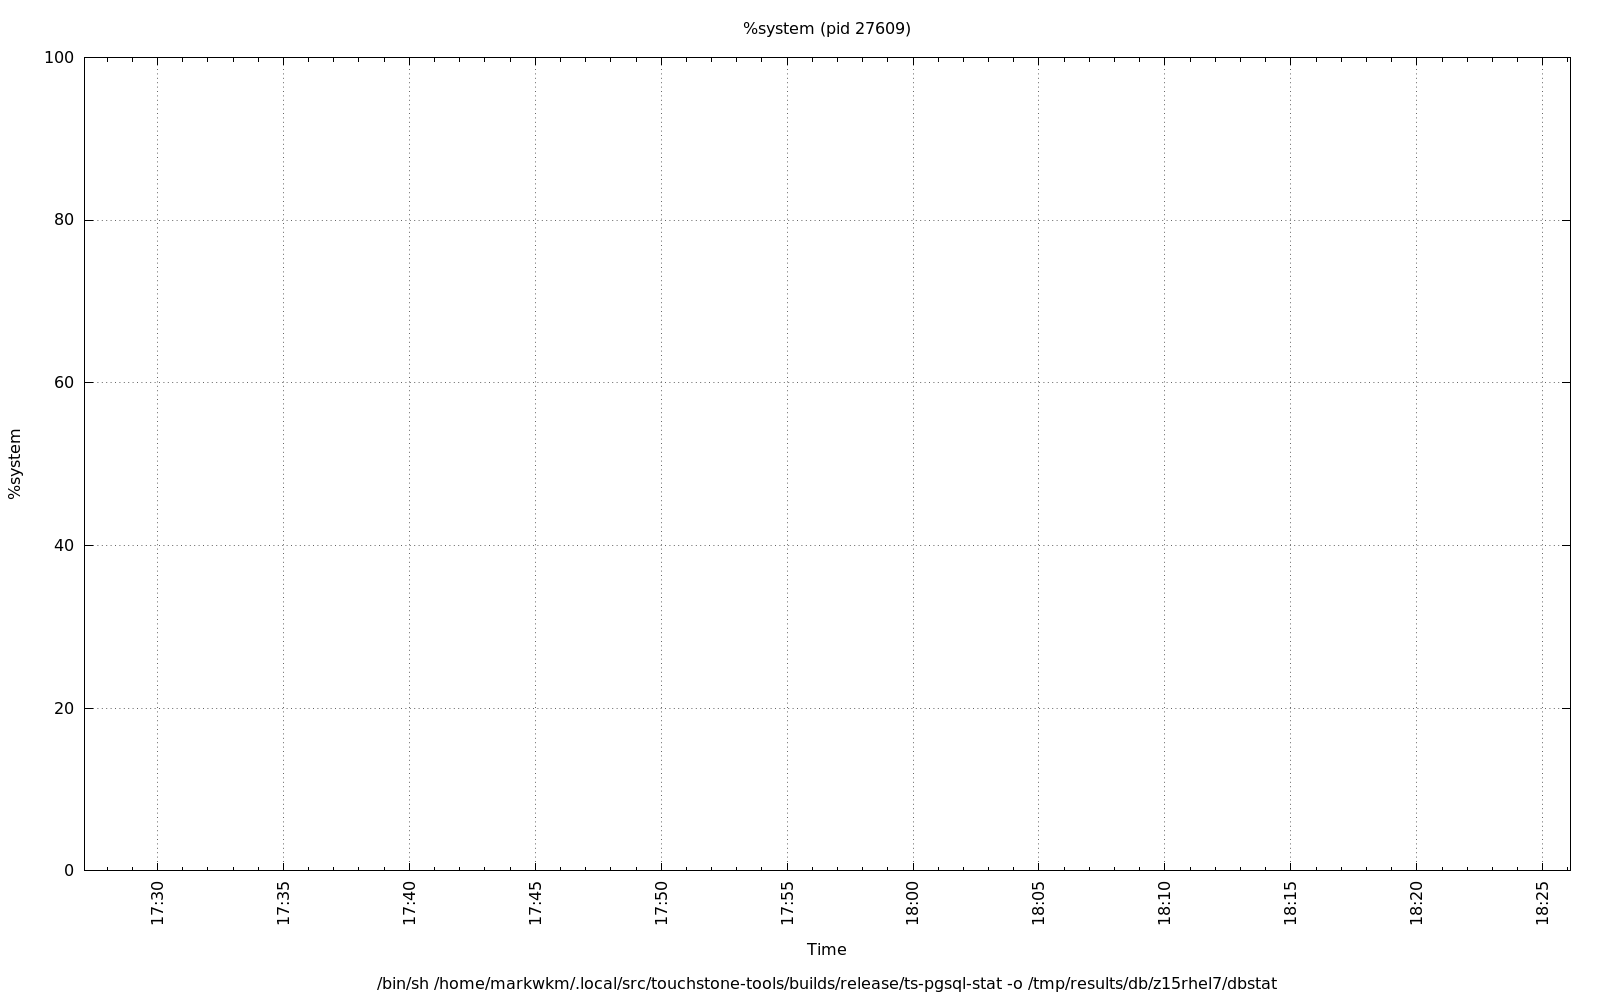 %system (pid 27609)
100
80
60
40
20
0
%system
17:30 17:35 17:40 17:45 17:50 17:55 18:00 18:05 18:10 18:15 18:20 18:25
Time
/bin/sh /home/markwkm/.local/src/touchstone-tools/builds/release/ts-pgsql-stat -o /tmp/results/db/z15rhel7/dbstat